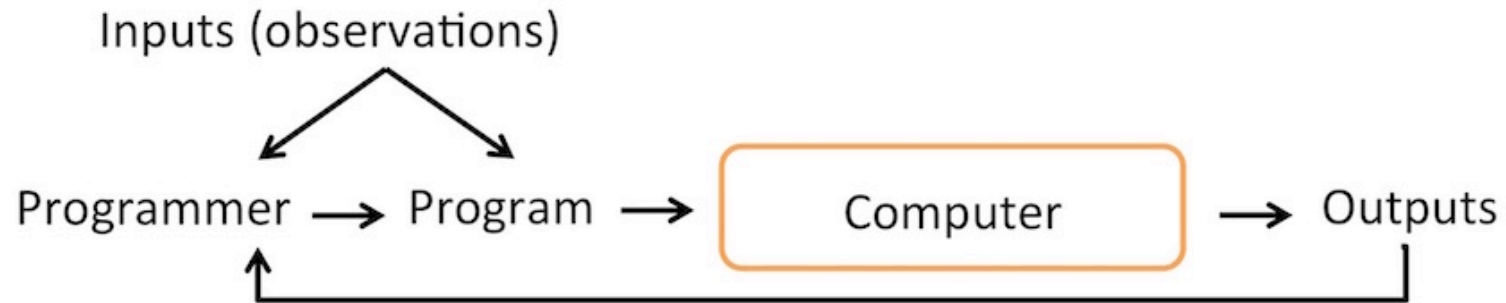 Inputs (observations)
Programmer
Program
Computer
Outputs